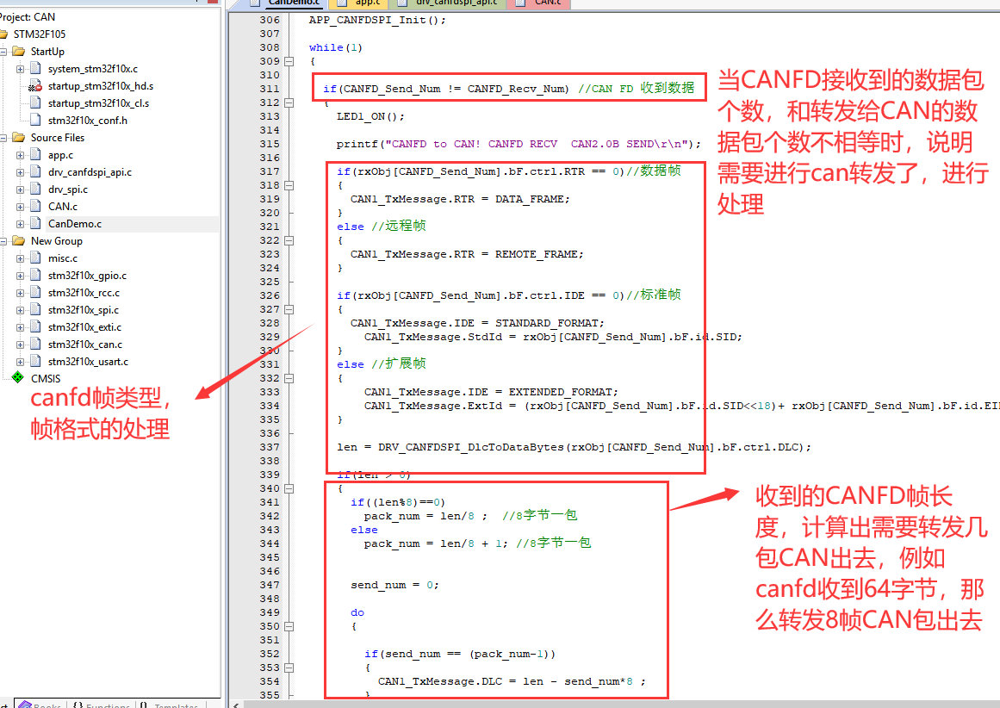 CanDemo.c app.c drv_canfdspi_api.c CAN.c
Project: CAN
STM32F105
StartUp
system_stm32f10x.c
startup_stm32f10x_hd.s
startup_stm32f10x_cl.s
stm32f10x_conf.h
Source Files
app.c
drv_canfdspi_api.c
drv_spi.c
CAN.c
CanDemo.c
New Group
misc.c
stm32f10x_gpio.c
stm32f10x_rcc.c
stm32f10x_spi.c
stm32f10x_exti.c
stm32f10x_can.c
stm32f10x_usart.c
CMSIS
canfd帧类型，
帧格式的处理
Books {} Functions Templates
306 APP_CANFDSPI_Init();
307
308 while(1)
309 {
310
311 if(CANFD_Send_Num != CANFD_Recv_Num) //CAN FD 收到数据
312 {
313 LED1_ON();
314
315 printf("CANFD to CAN! CANFD RECV  CAN2.0B SEND\r\n");
316
317 if(rxObj[CANFD_Send_Num].bF.ctrl.RTR == 0)//数据帧
318 {
319 CAN1_TxMessage.RTR = DATA_FRAME;
320 }
321 else //远程帧
322 {
323 CAN1_TxMessage.RTR = REMOTE_FRAME;
324 }
325
326 if(rxObj[CANFD_Send_Num].bF.ctrl.IDE == 0)//标准帧
327 {
328 CAN1_TxMessage.IDE = STANDARD_FORMAT;
329 CAN1_TxMessage.StdId = rxObj[CANFD_Send_Num].bF.id.SID;
330 }
331 else //扩展帧
332 {
333 CAN1_TxMessage.IDE = EXTENDED_FORMAT;
334 CAN1_TxMessage.ExtId = (rxObj[CANFD_Send_Num].bF.id.SID<<18)+ rxObj[CANFD_Send_Num].bF.id.EI
335 }
336
337 len = DRV_CANFDSPI_DlcToDataBytes(rxObj[CANFD_Send_Num].bF.ctrl.DLC);
338
339 if(len > 0)
340 {
341 if((len%8)==0)
342 pack_num = len/8 ;  //8字节一包
343 else
344 pack_num = len/8 + 1; //8字节一包
345
346
347 send_num = 0;
348
349 do
350 {
351
352 if(send_num == (pack_num-1))
353 {
354 CAN1_TxMessage.DLC = len - send_num*8 ;
355 }
当CANFD接收到的数据包
个数，和转发给CAN的数
据包个数不相等时，说明
需要进行can转发了，进行
处理
收到的CANFD帧长
度，计算出需要转发几
包CAN出去，例如
canfd收到64字节，那
么转发8帧CAN包出去